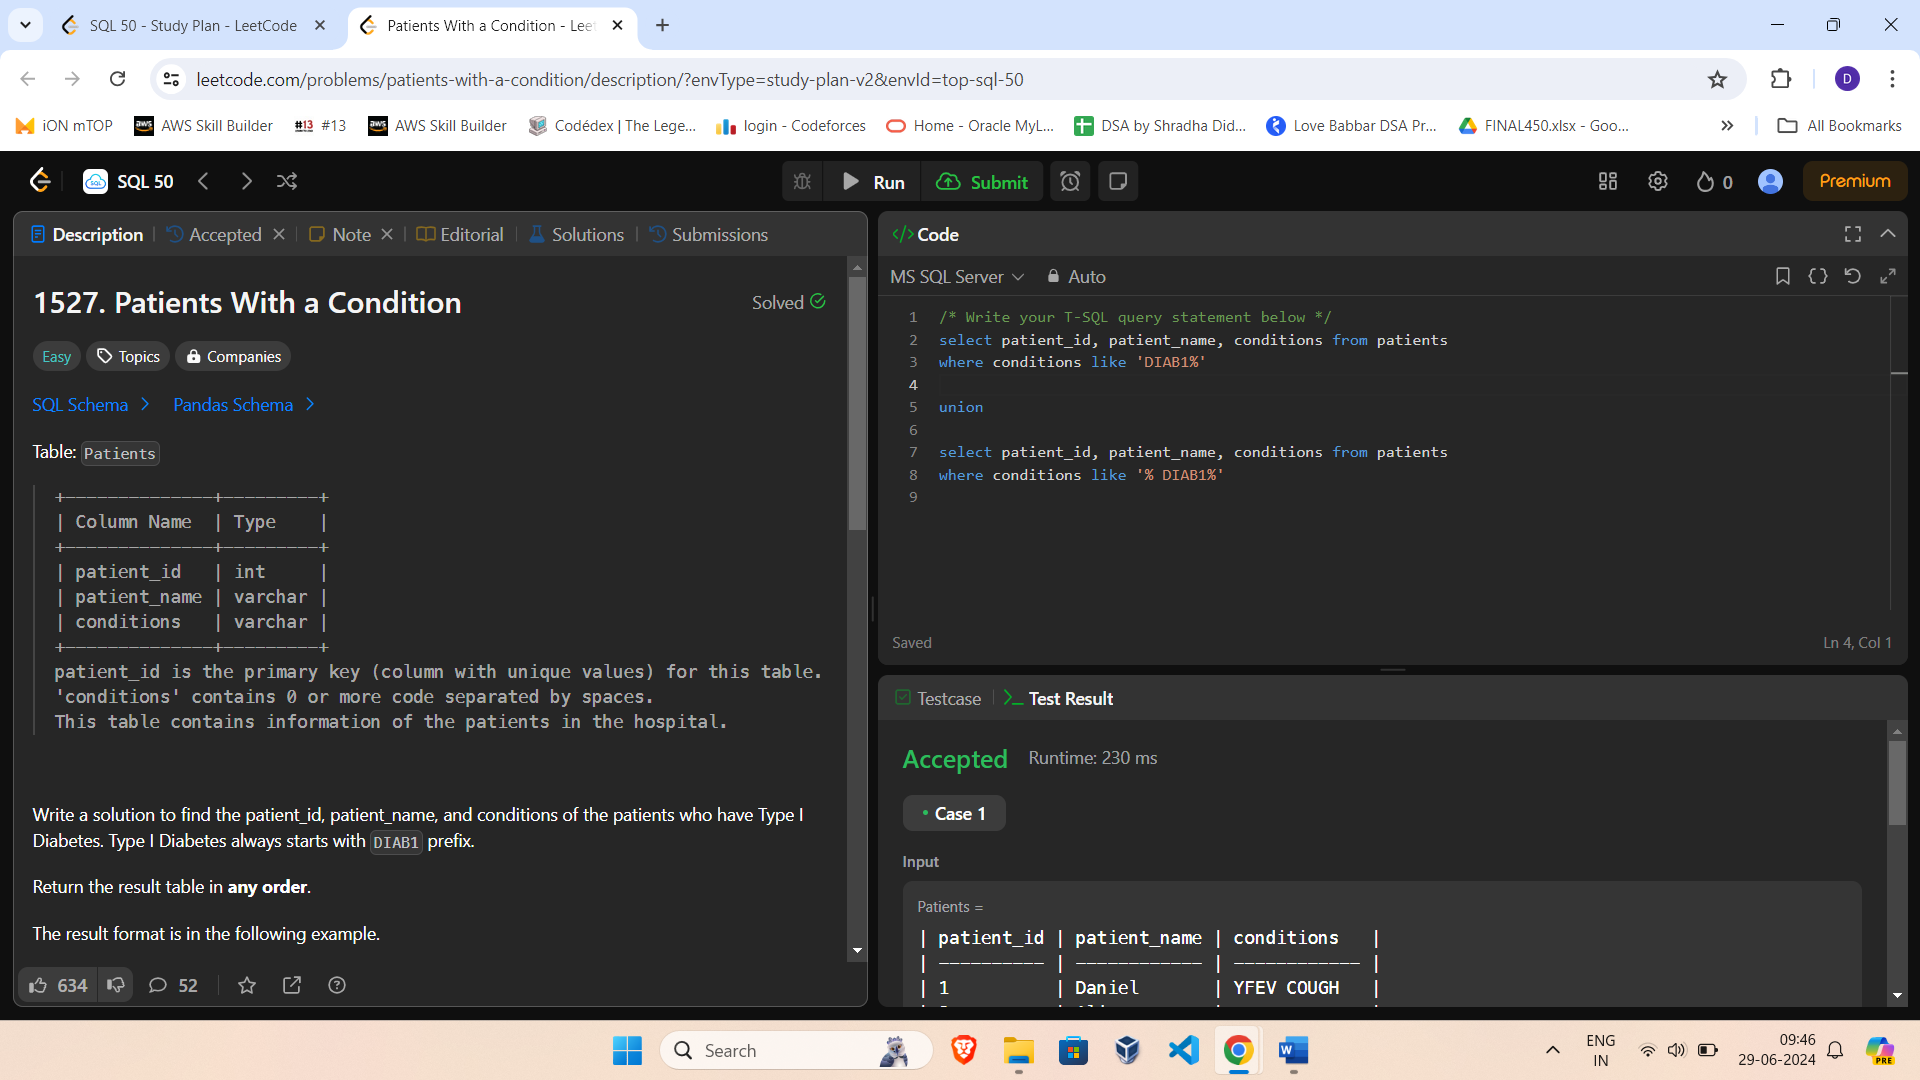 SQL 50 - Study Plan - LeetCode
Patients With a Condition - Lee
leetcode.com/problems/patients-with-a-condition/description/?envType=study-plan-v2&envId=top-sql-50
D
iON mTOP
AWS Skill Builder
#13
AWS Skill Builder
Codédex | The Lege...
login - Codeforces
Home - Oracle MyL...
DSA by Shradha Did...
Love Babbar DSA Pr...
FINAL450.xlsx - Goo...
All Bookmarks
SQL 50
Run
Submit
0
Premium
Description
Accepted
Note
Editorial
Solutions
Submissions
1527. Patients With a Condition
Solved
Easy
Topics
Companies
SQL Schema
Pandas Schema
Table: Patients
+--------------+---------+
| Column Name  | Type    |
+--------------+---------+
| patient_id   | int     |
| patient_name | varchar |
| conditions   | varchar |
+--------------+---------+
patient_id is the primary key (column with unique values) for this table.
'conditions' contains 0 or more code separated by spaces.
This table contains information of the patients in the hospital.
Write a solution to find the patient_id, patient_name, and conditions of the patients who have Type I
Diabetes. Type I Diabetes always starts with DIAB1 prefix.
Return the result table in any order.
The result format is in the following example.
634
52
</> Code
MS SQL Server
Auto
1 /* Write your T-SQL query statement below */
2 select patient_id, patient_name, conditions from patients
3 where conditions like 'DIAB1%'
4
5 union
6
7 select patient_id, patient_name, conditions from patients
8 where conditions like '% DIAB1%'
9
Saved
Ln 4, Col 1
Testcase
Test Result
Accepted
Runtime: 230 ms
Case 1
Input
Patients =
| patient_id | patient_name | conditions   |
| ---------- | ------------ | ------------ |
| 1          | Daniel       | YFEV COUGH   |
Search
ENG
IN
09:46
29-06-2024
PRE